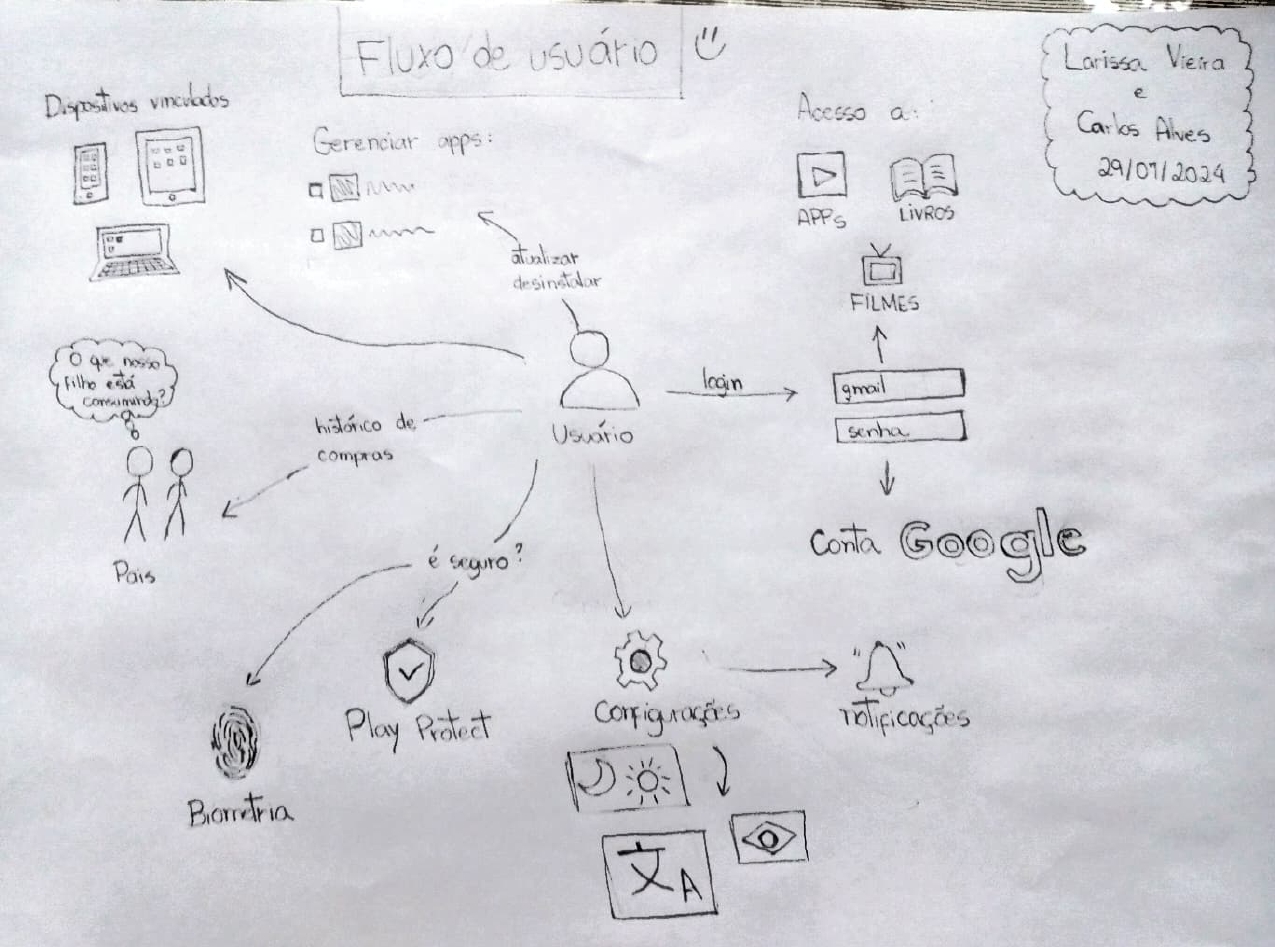 Fluxo de usuário
Larissa Vieira
e
Carlos Alves
29/07/2024
Dispositivos vinculados
Gerenciar apps:
atualizar
desinstalar
Acesso a:
APPs
LIVROS
FILMES
O que nosso
filho está
consumindo?
Pais
histórico de
compras
Usuário
login
gmail
senha
Conta Google
é seguro?
Biometria
Play Protect
Configurações
notificações
文A